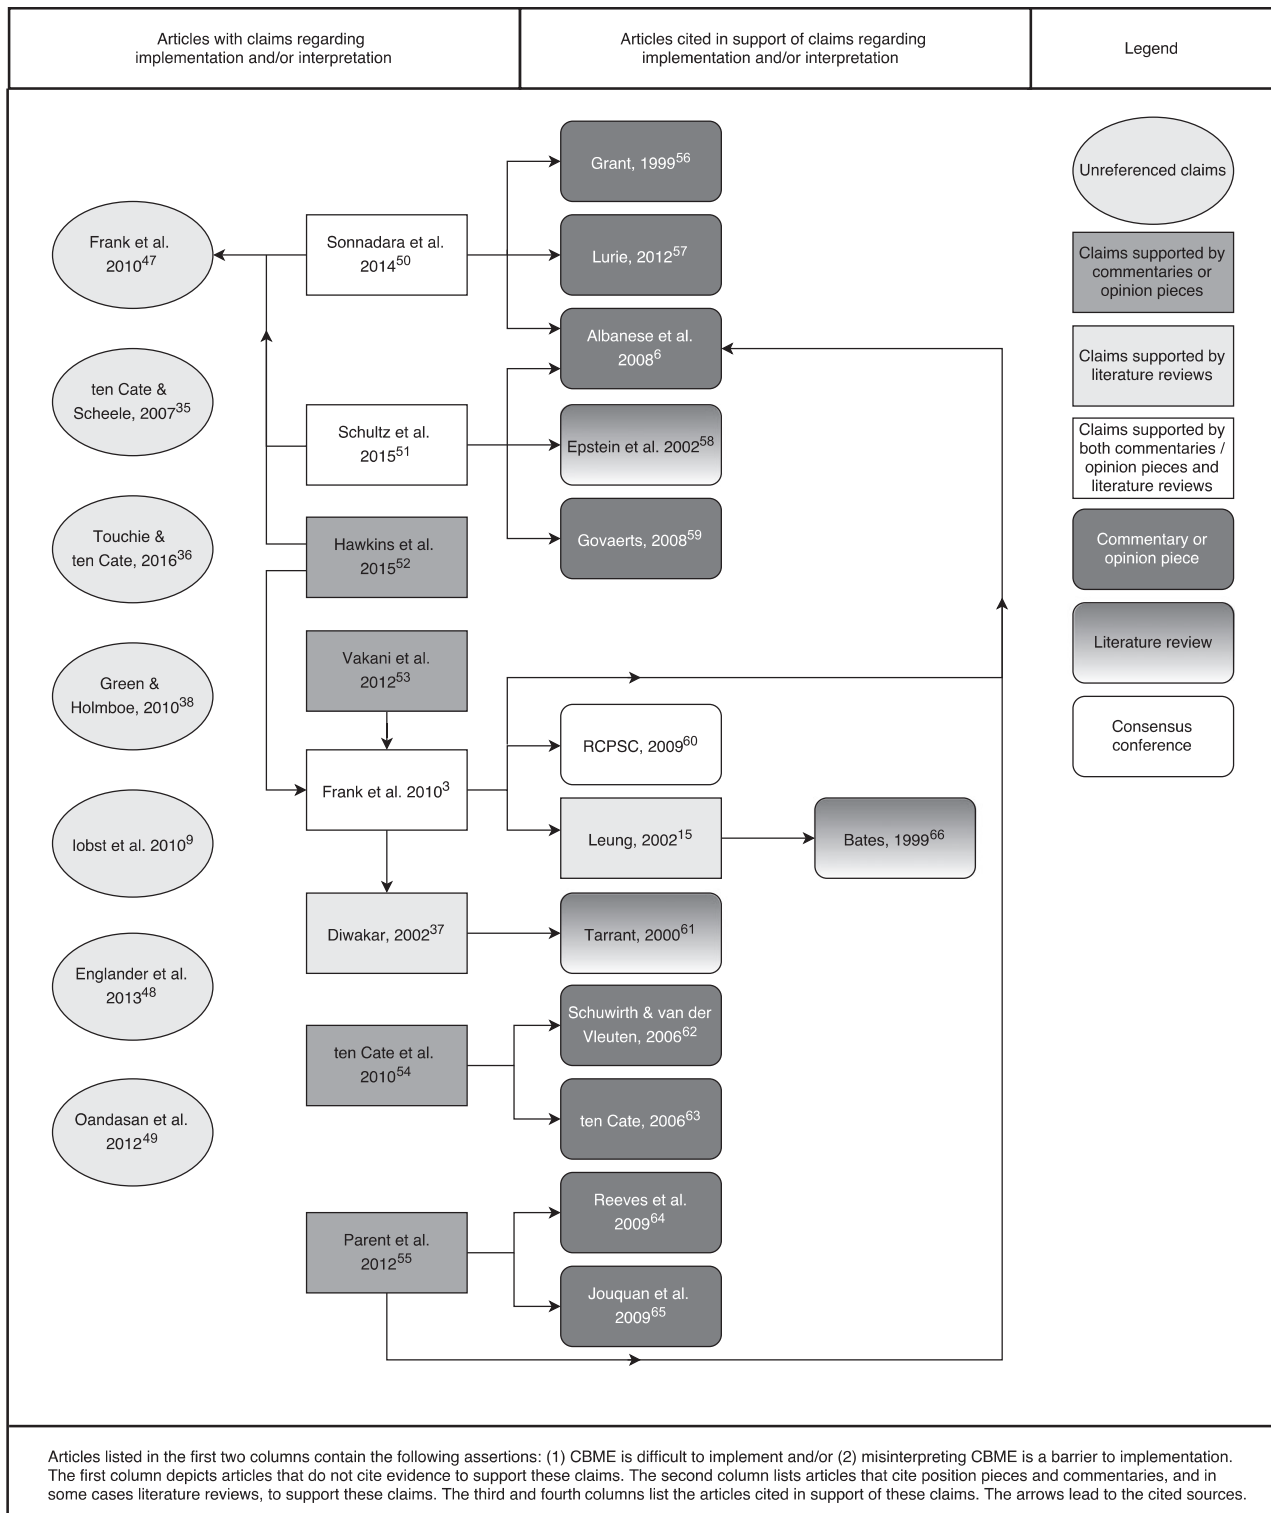 Articles with claims regarding
implementation and/or interpretation
Articles cited in support of claims regarding
implementation and/or interpretation
Legend
Frank et al.
2010⁴⁷
ten Cate &
Scheele, 2007³⁵
Touchie &
ten Cate, 2016³⁶
Green &
Holmboe, 2010³⁸
Iobst et al. 2010⁹
Englander et al.
2013⁴⁸
Oandasan et al.
2012⁴⁹
Sonnadara et al.
2014⁵⁰
Schultz et al.
2015⁵¹
Hawkins et al.
2015⁵²
Vakani et al.
2012⁵³
Frank et al. 2010³
Diwakar, 2002³⁷
ten Cate et al.
2010⁵⁴
Parent et al.
2012⁵⁵
Grant, 1999⁵⁶
Lurie, 2012⁵⁷
Albanese et al.
2008⁶
Epstein et al. 2002⁵⁸
Govaerts, 2008⁵⁹
RCPSC, 2009⁶⁰
Leung, 2002¹⁵
Tarrant, 2000⁶¹
Schuwirth & van der
Vleuten, 2006⁶²
ten Cate, 2006⁶³
Reeves et al.
2009⁶⁴
Jouquan et al.
2009⁶⁵
Bates, 1999⁶⁶
Unreferenced claims
Claims supported by
commentaries or
opinion pieces
Claims supported by
literature reviews
Claims supported by
both commentaries /
opinion pieces and
literature reviews
Commentary or
opinion piece
Literature review
Consensus
conference
Articles listed in the first two columns contain the following assertions: (1) CBME is difficult to implement and/or (2) misinterpreting CBME is a barrier to implementation.
The first column depicts articles that do not cite evidence to support these claims. The second column lists articles that cite position pieces and commentaries, and in
some cases literature reviews, to support these claims. The third and fourth columns list the articles cited in support of these claims. The arrows lead to the cited sources.